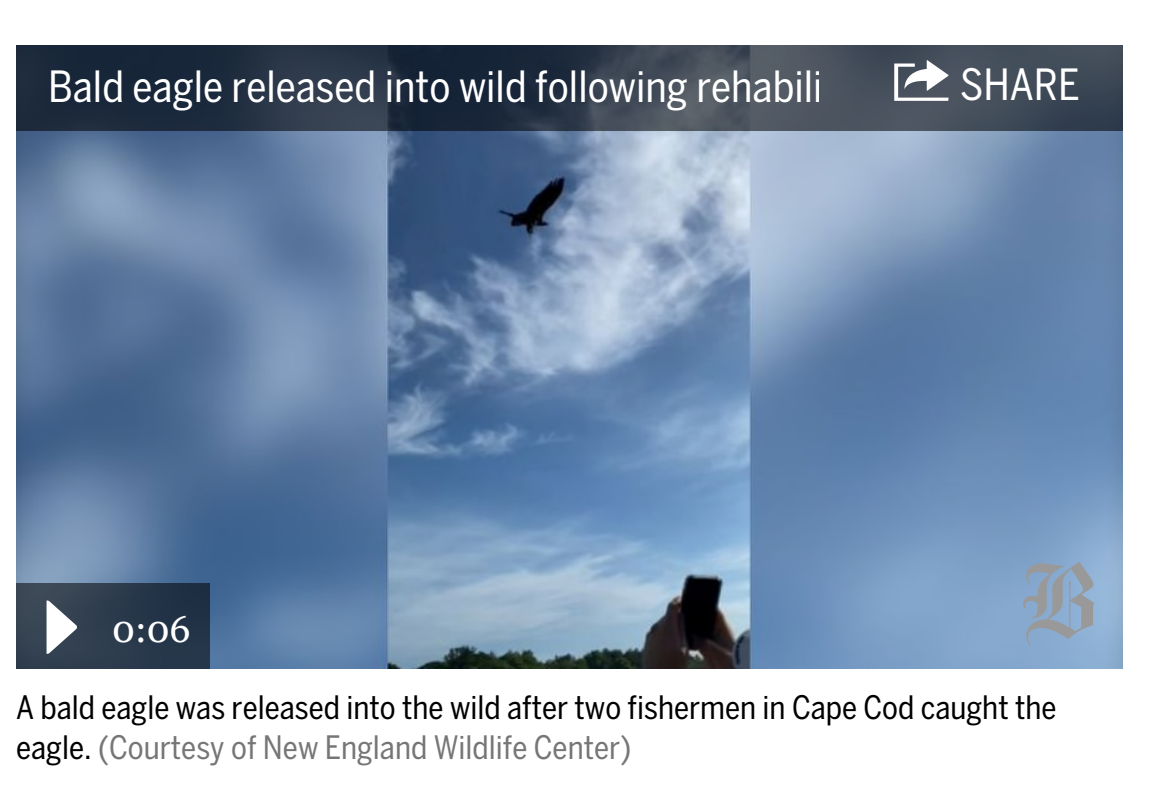 Bald eagle released into wild following rehabili
SHARE
0:06
B
A bald eagle was released into the wild after two fishermen in Cape Cod caught the
eagle. (Courtesy of New England Wildlife Center)